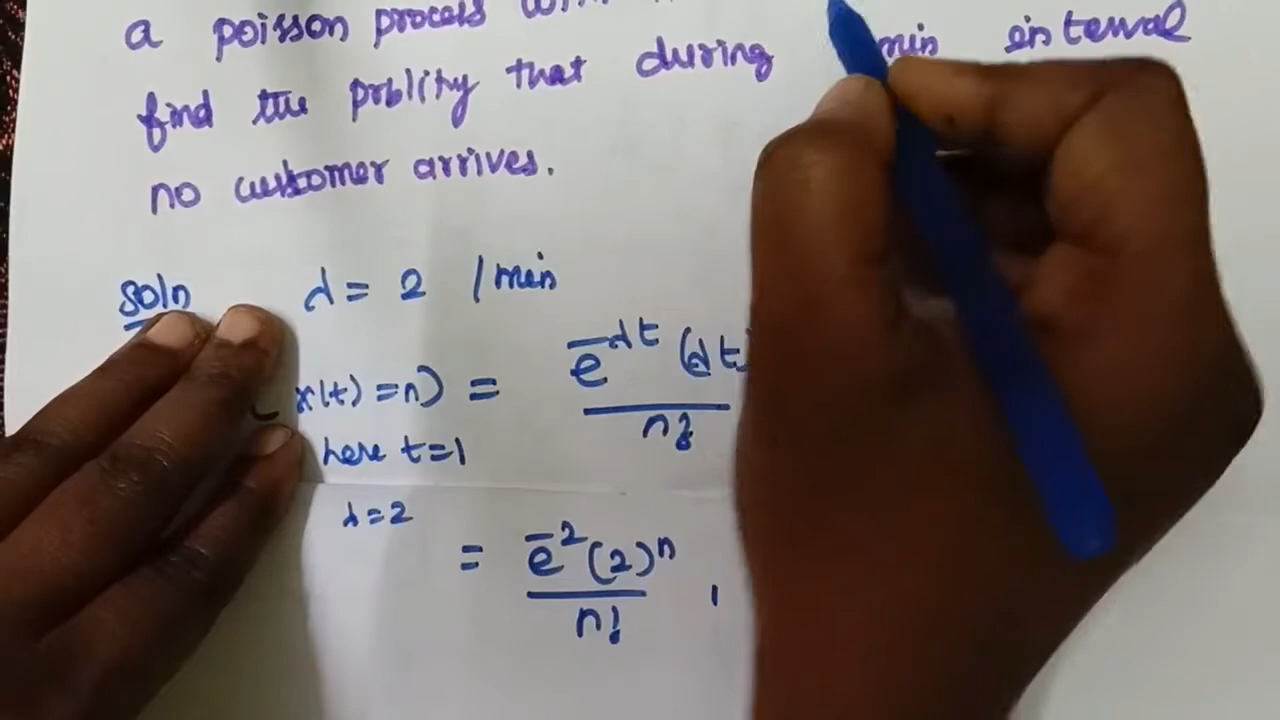 a poisson process
find the prblity that during min interval
no customer arrives.
soln λ = 2 /min
x(t) = n) = e^-λt (λt)
n!
here t=1
λ=2
= e^-2 (2)^n
n!